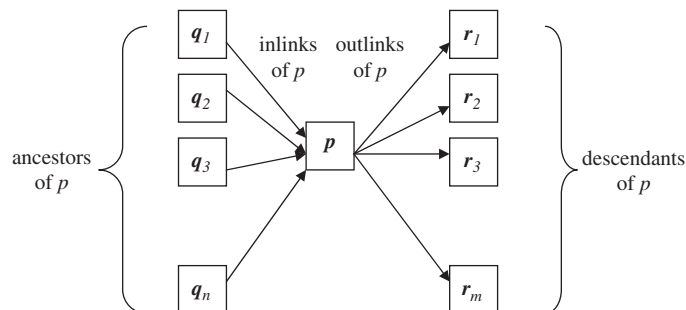 q1
inlinks
of p
outlinks
of p
r1
q2
r2
p
q3
r3
ancestors
of p
descendants
of p
qn
rm